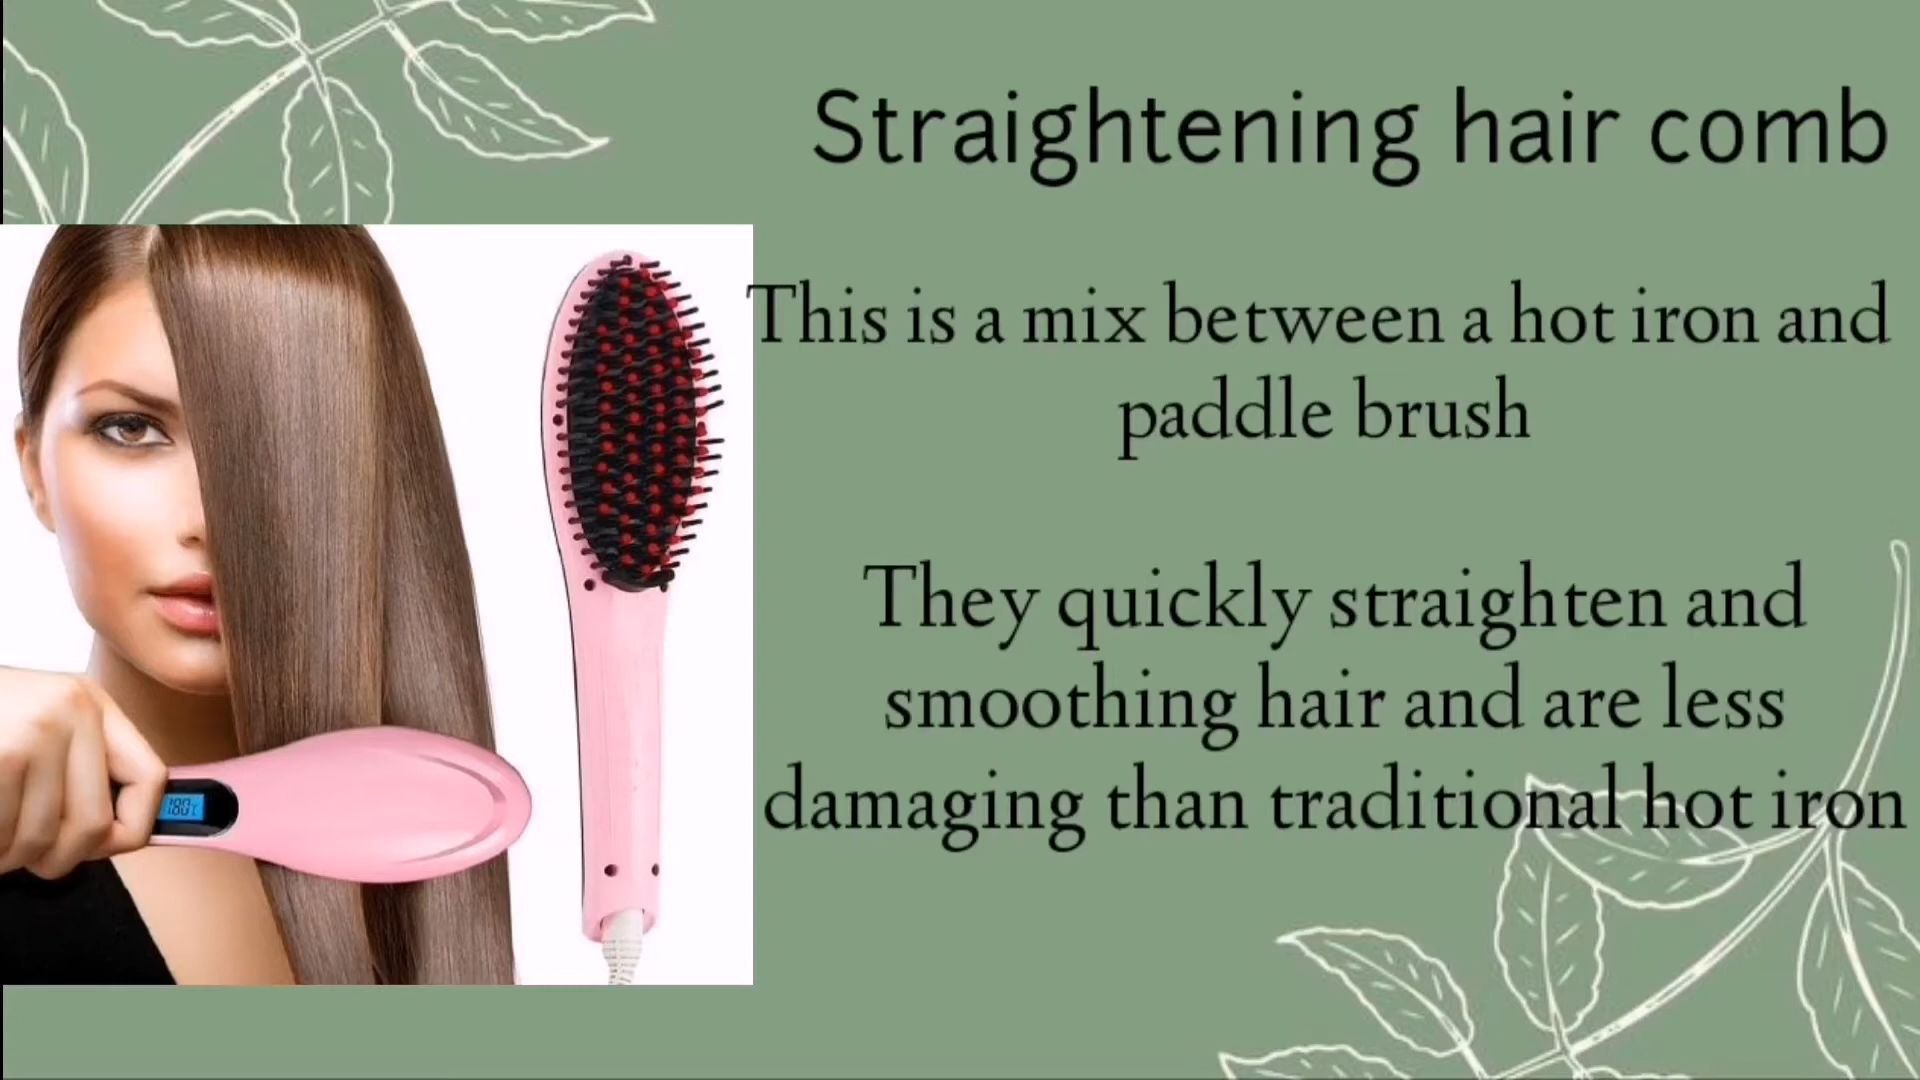 Straightening hair comb
This is a mix between a hot iron and
paddle brush
They quickly straighten and
smoothing hair and are less
damaging than traditional hot iron
180°C